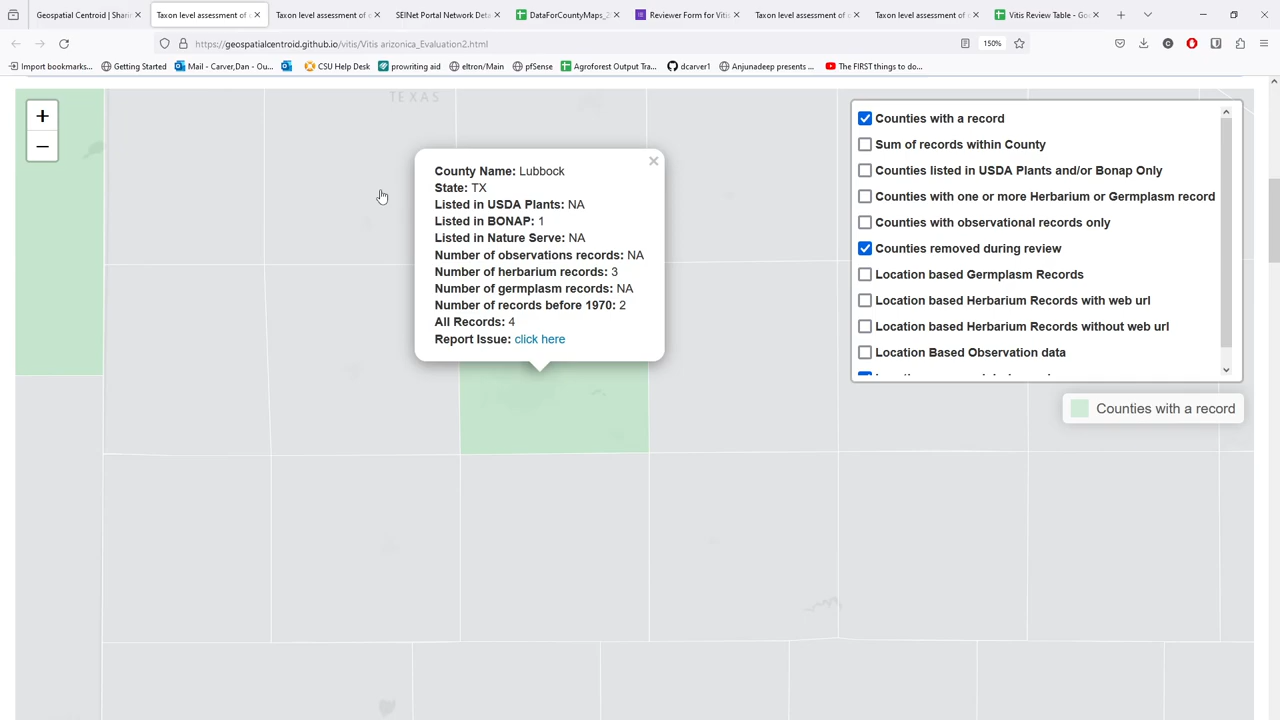 Geospatial Centroid | Sharin
Taxon level assessment of u
Taxon level assessment of s
SEINet Portal Network Deta
DataForCountyMaps_2
Reviewer Form for Vitis
Taxon level assessment of u
Taxon level assessment of s
Vitis Review Table - Goo
https://geospatialcentroid.github.io/vitis/Vitis arizonica_Evaluation2.html
150%
Import bookmarks...
Getting Started
Mail - Carver,Dan - Ou...
CSU Help Desk
prowriting aid
eltron/Main
pfSense
Agroforest Output Tra...
dcarver1
Anjunadeep presents ...
The FIRST things to do...
TEXAS
+
−
County Name: Lubbock
State: TX
Listed in USDA Plants: NA
Listed in BONAP: 1
Listed in Nature Serve: NA
Number of observations records: NA
Number of herbarium records: 3
Number of germplasm records: NA
Number of records before 1970: 2
All Records: 4
Report Issue: click here
Counties with a record
Sum of records within County
Counties listed in USDA Plants and/or Bonap Only
Counties with one or more Herbarium or Germplasm record
Counties with observational records only
Counties removed during review
Location based Germplasm Records
Location based Herbarium Records with web url
Location based Herbarium Records without web url
Location Based Observation data
Counties with a record